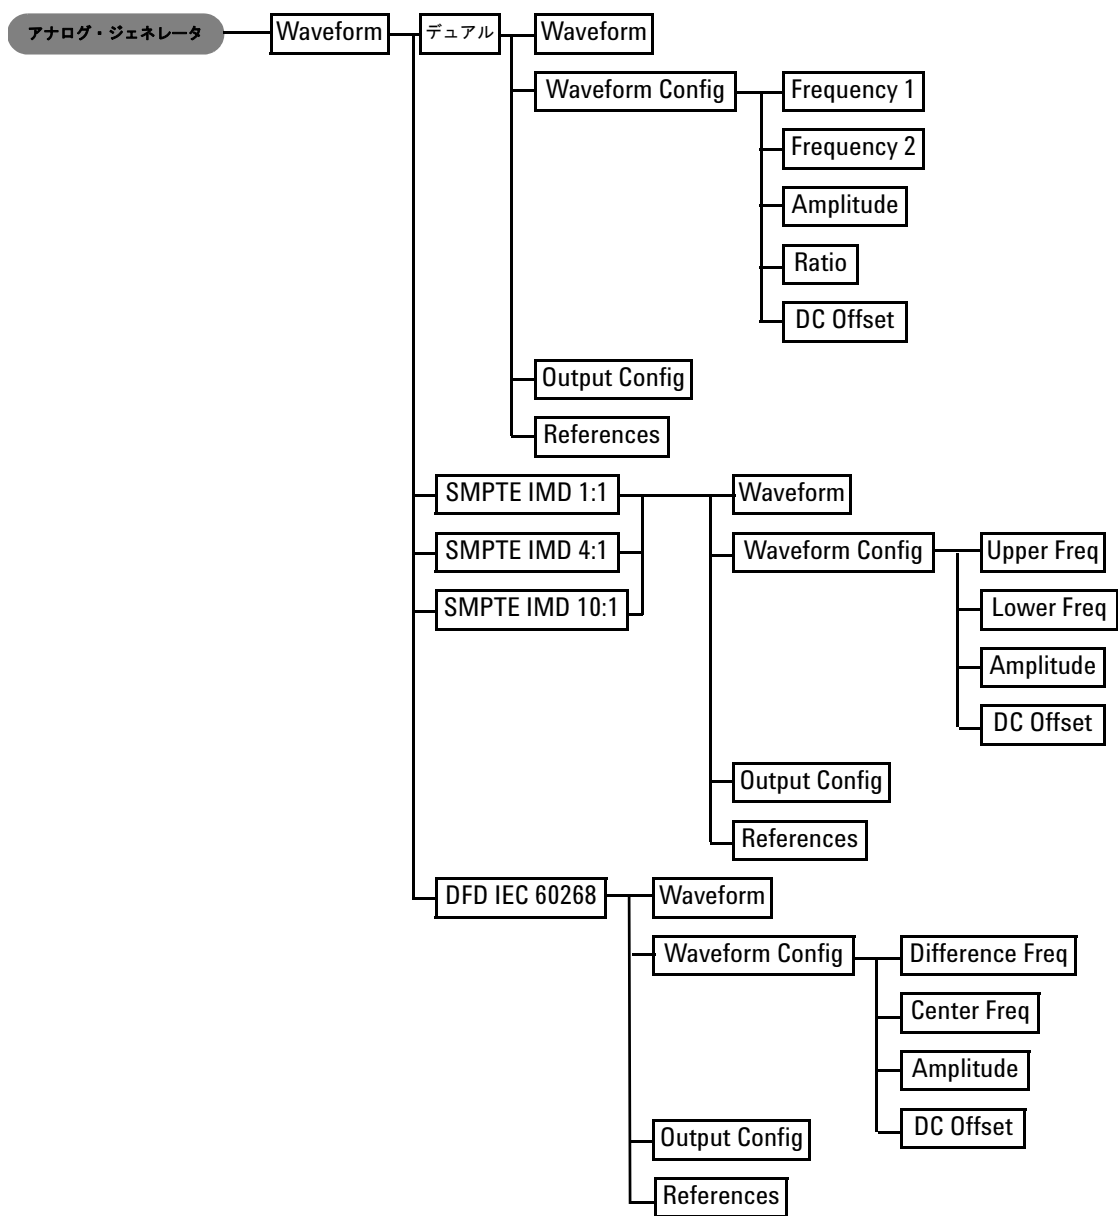 アナログ・ジェネレータ
Waveform
デュアル
Waveform
Waveform Config
Frequency 1
Frequency 2
Amplitude
Ratio
DC Offset
Output Config
References
SMPTE IMD 1:1
SMPTE IMD 4:1
SMPTE IMD 10:1
Waveform
Waveform Config
Upper Freq
Lower Freq
Amplitude
DC Offset
Output Config
References
DFD IEC 60268
Waveform
Waveform Config
Difference Freq
Center Freq
Amplitude
DC Offset
Output Config
References